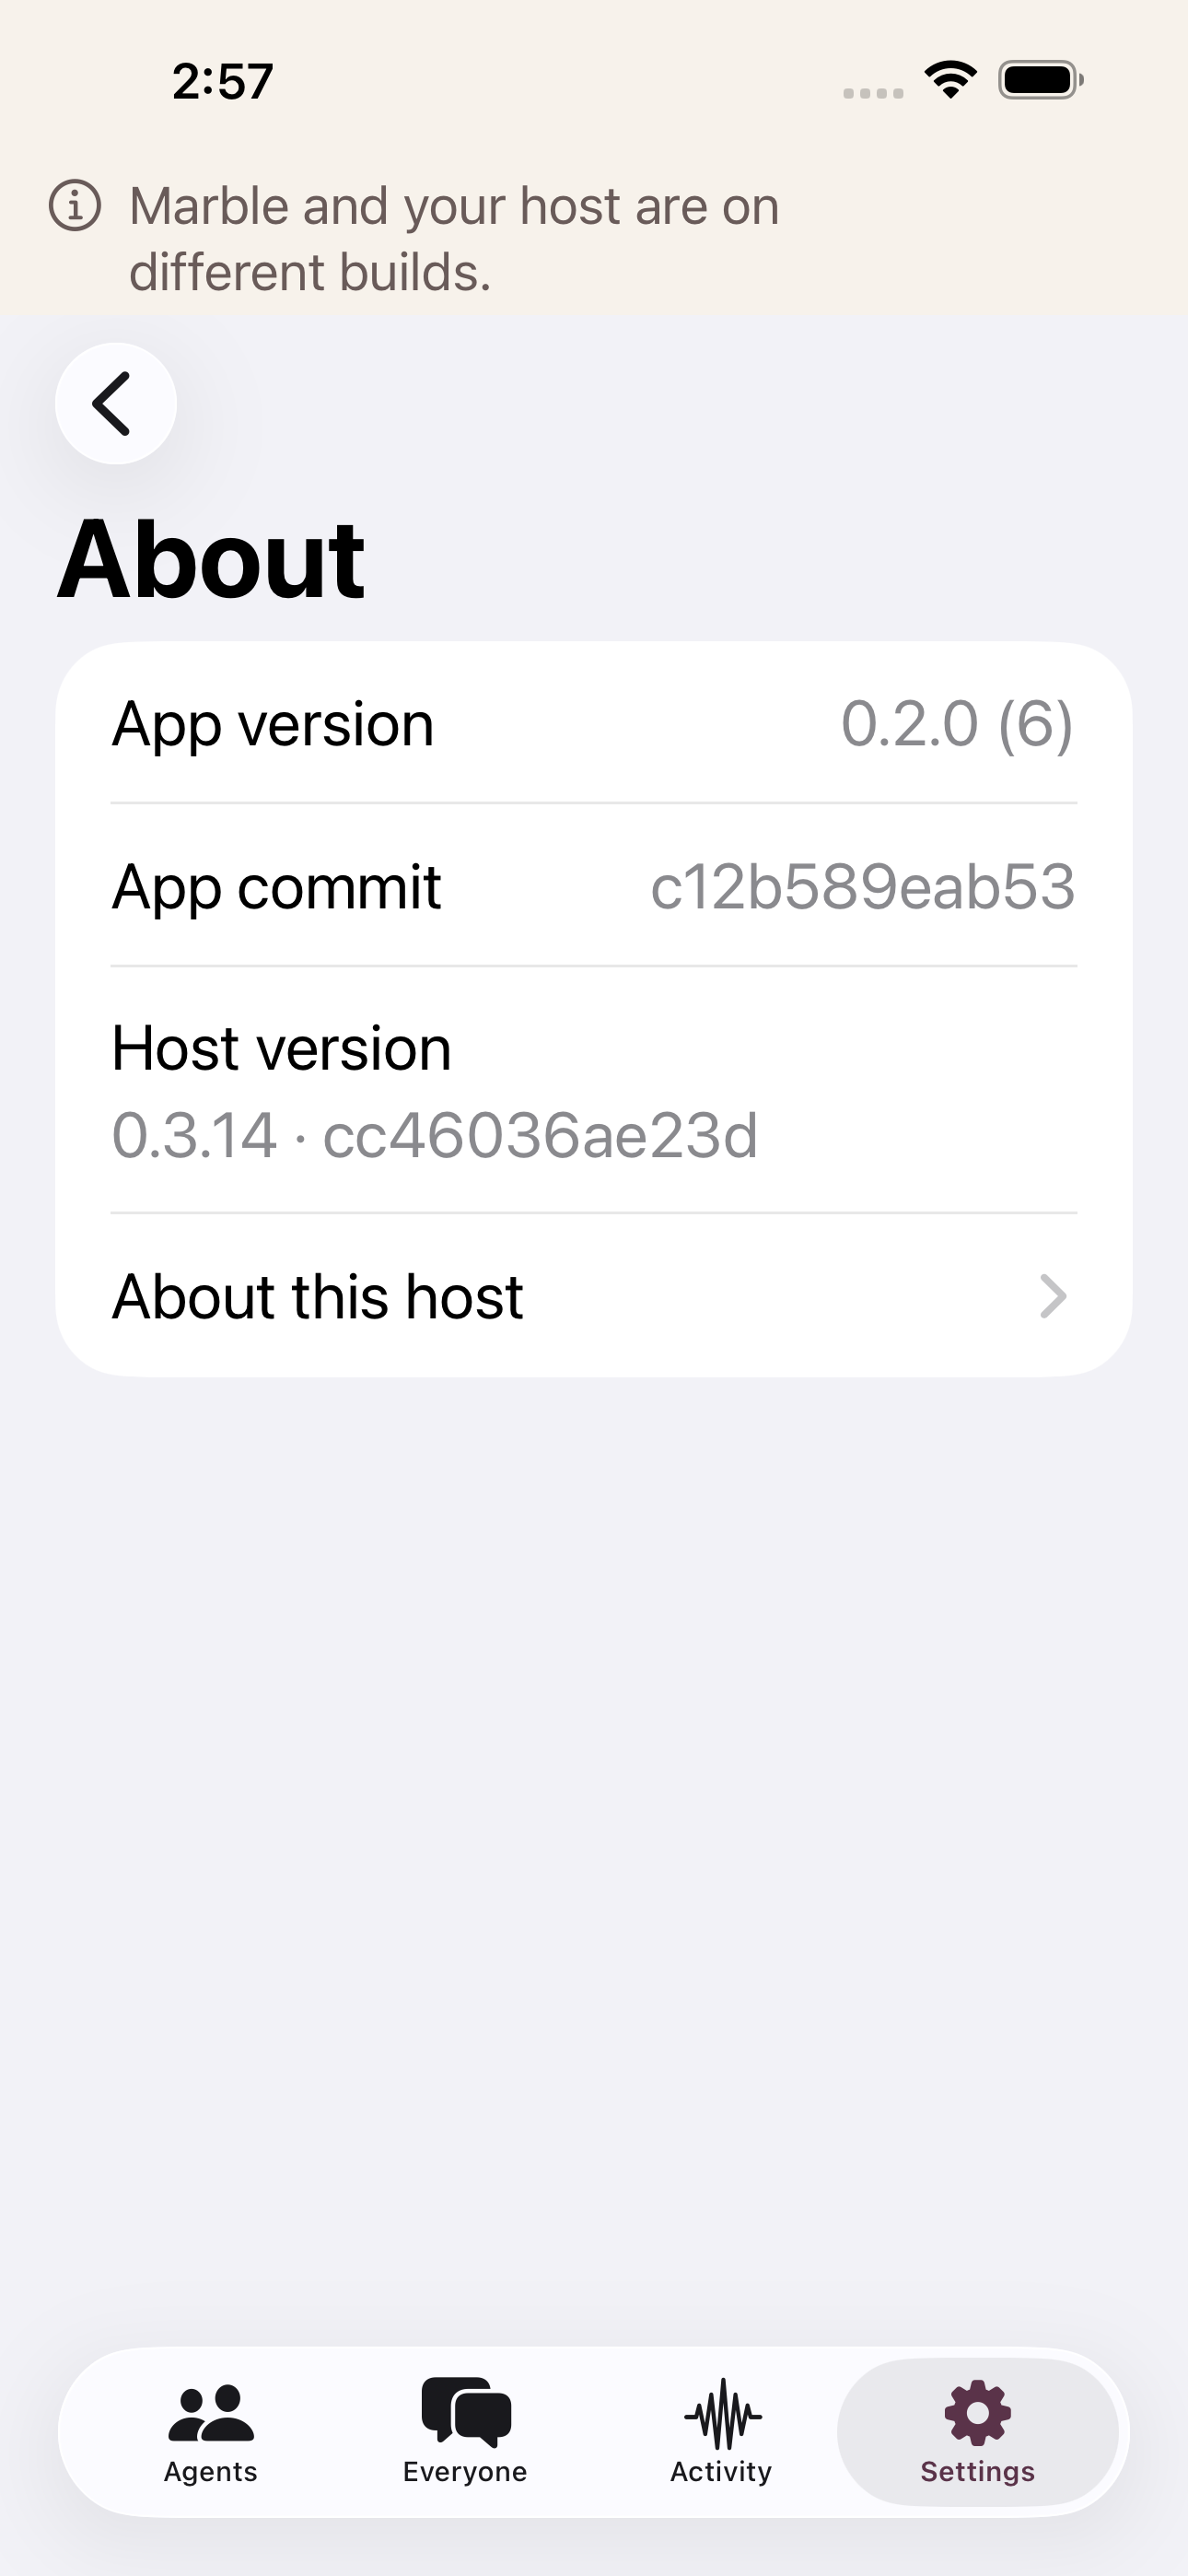 2:57
Marble and your host are on
different builds.
About
App version 0.2.0 (6)
App commit c12b589eab53
Host version
0.3.14 · cc46036ae23d
About this host
Agents Everyone Activity Settings